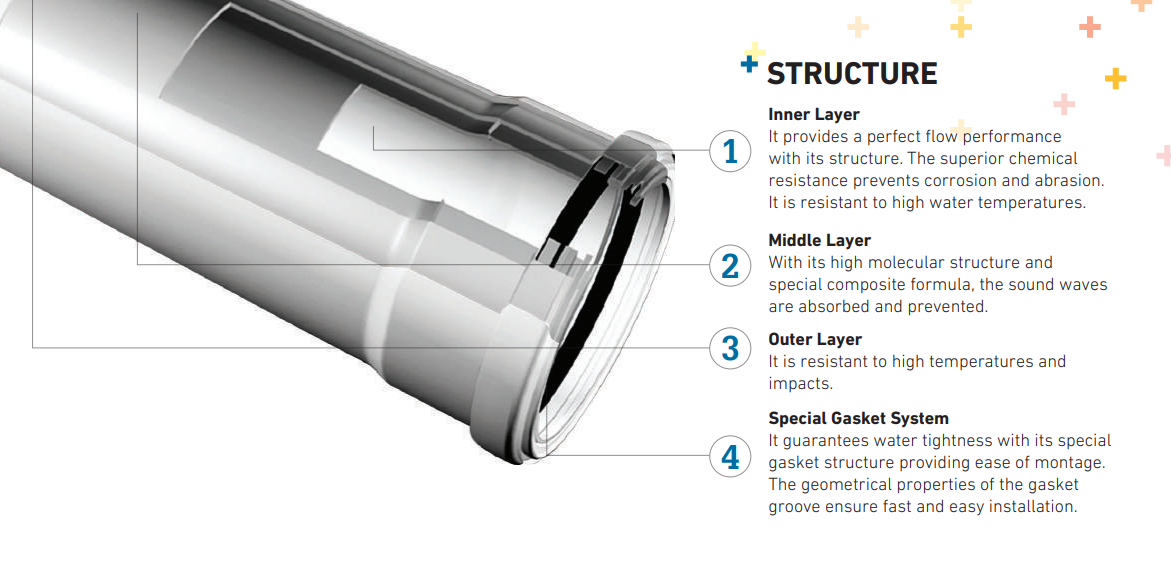 STRUCTURE
1
Inner Layer
It provides a perfect flow performance
with its structure. The superior chemical
resistance prevents corrosion and abrasion.
It is resistant to high water temperatures.
2
Middle Layer
With its high molecular structure and
special composite formula, the sound waves
are absorbed and prevented.
3
Outer Layer
It is resistant to high temperatures and
impacts.
4
Special Gasket System
It guarantees water tightness with its special
gasket structure providing ease of montage.
The geometrical properties of the gasket
groove ensure fast and easy installation.